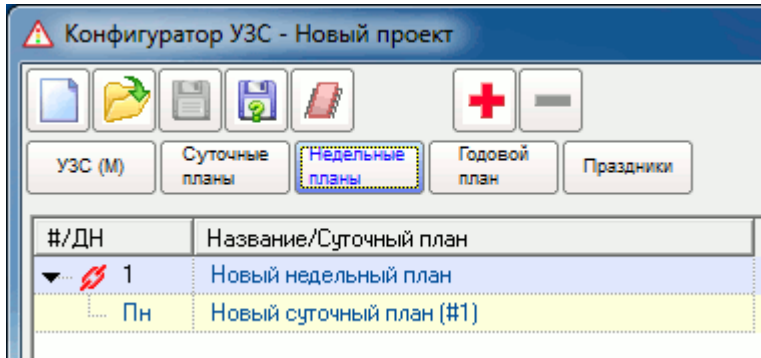 Конфигуратор УЗС - Новый проект
УЗС (М)
Суточные
планы
Недельные
планы
Годовой
план
Праздники
#/ДН Название/Суточный план
1 Новый недельный план
Пн Новый суточный план (#1)